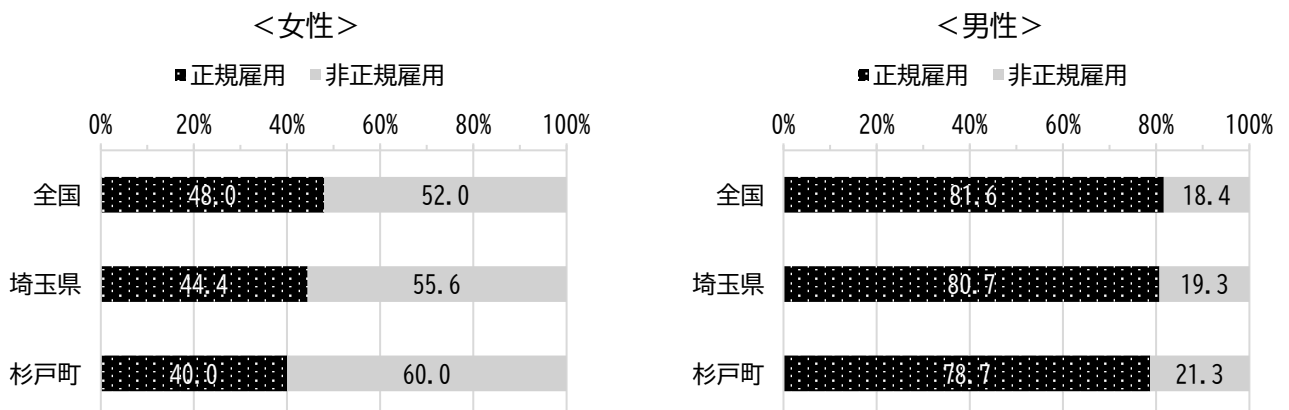 ＜女性＞
■正規雇用 ■非正規雇用
0% 20% 40% 60% 80% 100%
全国 48.0 52.0
埼玉県 44.4 55.6
杉戸町 40.0 60.0
＜男性＞
■正規雇用 ■非正規雇用
0% 20% 40% 60% 80% 100%
全国 81.6 18.4
埼玉県 80.7 19.3
杉戸町 78.7 21.3